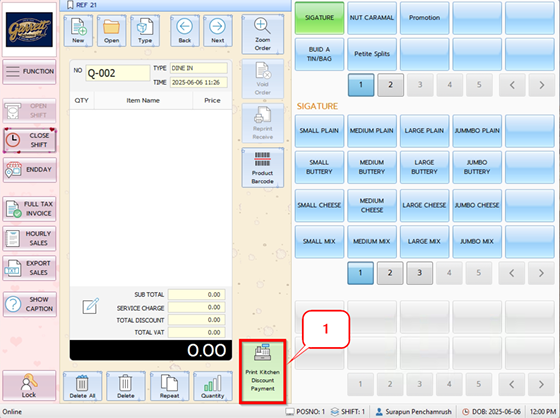 REF 21
Garrett
FUNCTION
OPEN
SHIFT
CLOSE
SHIFT
ENDDAY
FULL TAX
INVOICE
HOURLY
SALES
EXPORT
SALES
SHOW
CAPTION
Lock
New
Open
Type
Back
Next
Zoom
Order
NO Q-002
TYPE DINE IN
TIME 2025-06-06 11:26
QTY Item Name Price
Void
Order
Reprint
Receive
Product
Barcode
SUB TOTAL 0.00
SERVICE CHARGE 0.00
TOTAL DISCOUNT 0.00
TOTAL VAT 0.00
0.00
Delete All
Delete
Repeat
Quantity
Print Kitchen
Discount
Payment
1
SIGATURE
NUT CARAMAL
Promotion
BUID A
TIN/BAG
Petite Splits
1 2 3 4 5
SIGATURE
SMALL PLAIN
MEDIUM PLAIN
LARGE PLAIN
JUMMBO PLAIN
SMALL
BUTTERY
MEDIUM
BUTTERY
LARGE
BUTTERY
JUMBO
BUTTERY
SMALL CHEESE
MEDIUM
CHEESE
LARGE CHEESE
JUMBO CHEESE
SMALL MIX
MEDIUM MIX
LARGE MIX
JUMBO MIX
1 2 3 4 5
1 2 3 4 5
Online
POSNO: 1
SHIFT: 1
Surapun Penchamrush
DOB: 2025-06-06